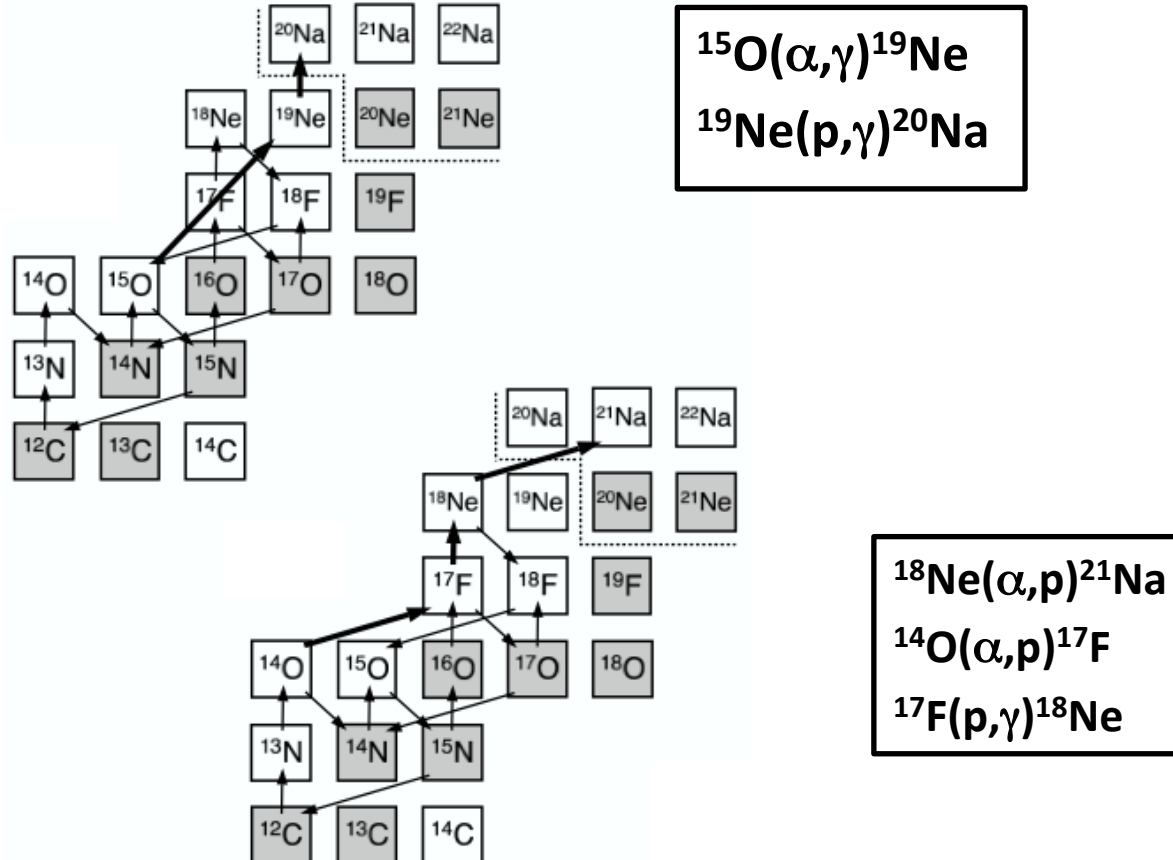 ²⁰Na ²¹Na ²²Na
¹⁵O(α,γ)¹⁹Ne
¹⁹Ne(p,γ)²⁰Na
¹⁸Ne ¹⁹Ne ²⁰Ne ²¹Ne
¹⁷F ¹⁸F ¹⁹F
¹⁴O ¹⁵O ¹⁶O ¹⁷O ¹⁸O
¹³N ¹⁴N ¹⁵N
¹²C ¹³C ¹⁴C
²⁰Na ²¹Na ²²Na
¹⁸Ne ¹⁹Ne ²⁰Ne ²¹Ne
¹⁷F ¹⁸F ¹⁹F
¹⁴O ¹⁵O ¹⁶O ¹⁷O ¹⁸O
¹³N ¹⁴N ¹⁵N
¹²C ¹³C ¹⁴C
¹⁸Ne(α,p)²¹Na
¹⁴O(α,p)¹⁷F
¹⁷F(p,γ)¹⁸Ne